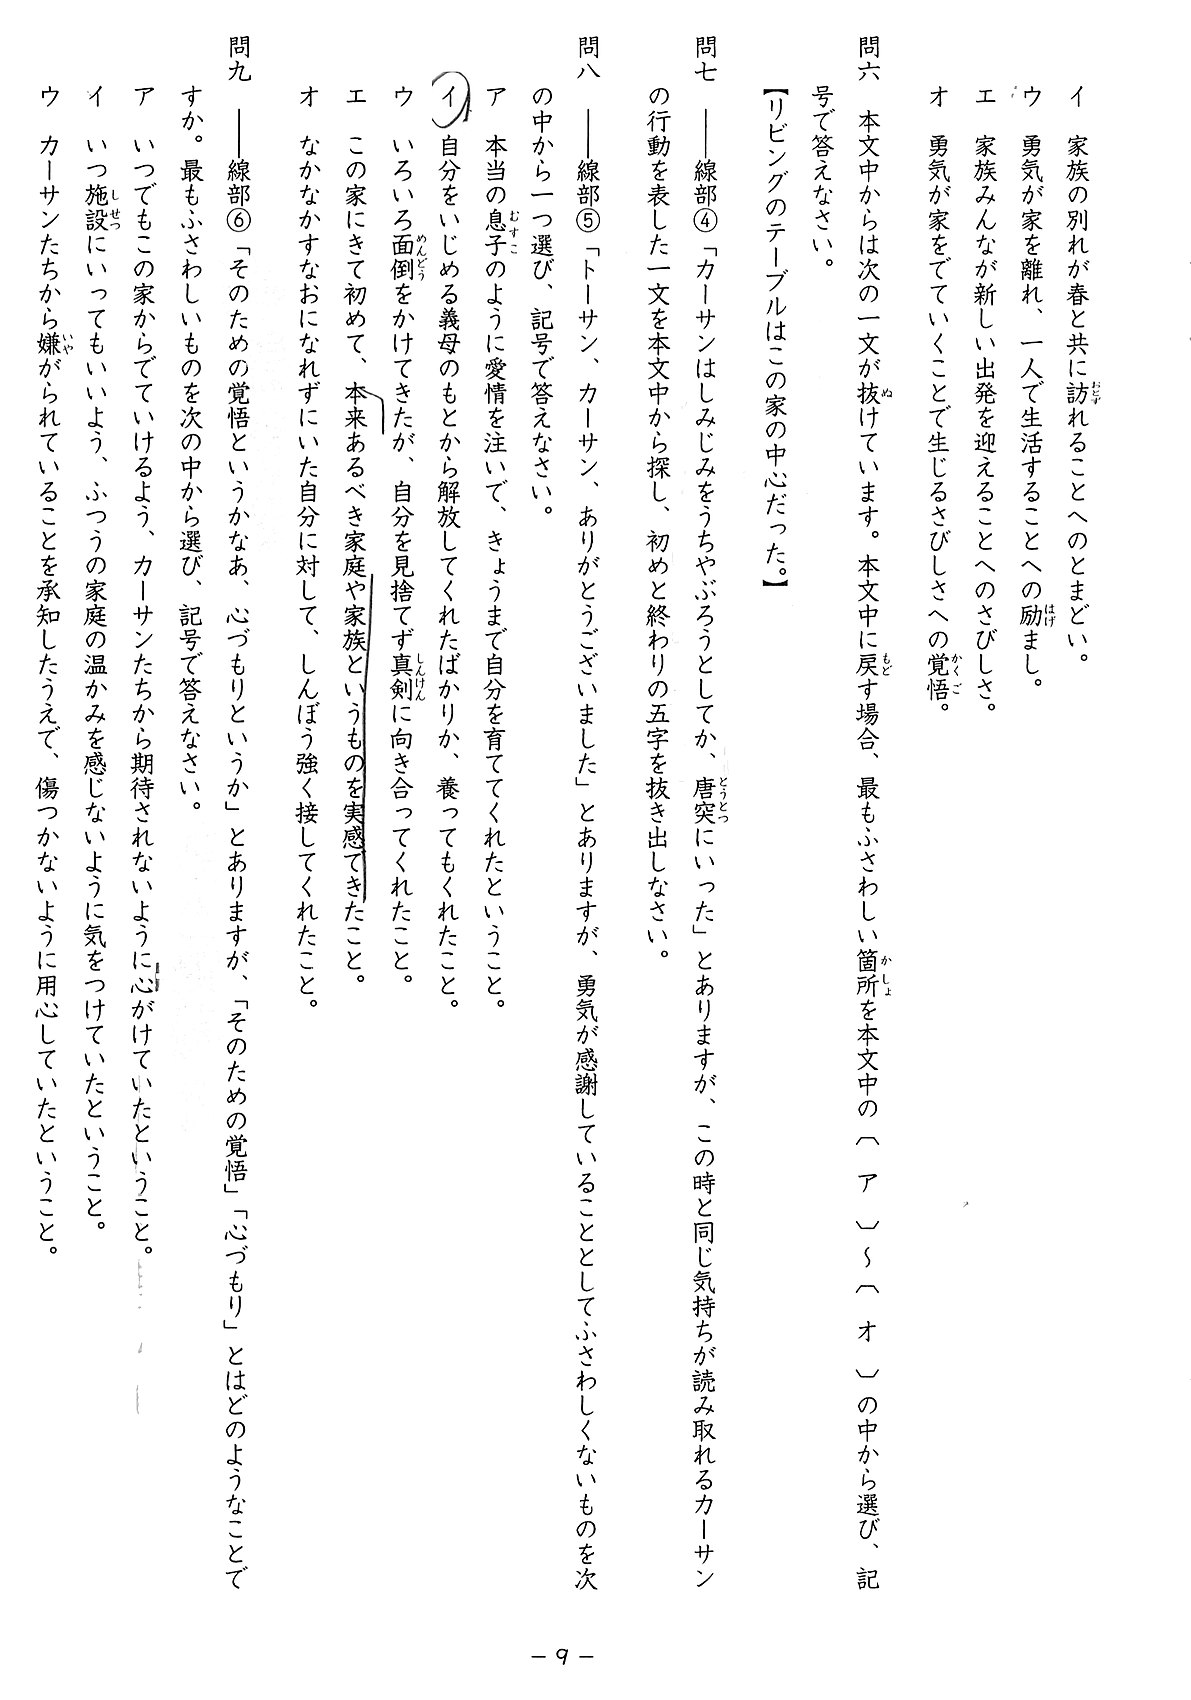 イ　家族の別れが春と共に訪れることへのとまどい。
ウ　勇気が家を離れ、一人で生活することへの励まし。
エ　家族みんなが新しい出発を迎えることへのさびしさ。
オ　勇気が家をでていくことで生じるさびしさへの覚悟。
問六　本文中からは次の一文が抜けています。本文中に戻す場合、最もふさわしい箇所を本文中の〔　ア　〕～〔　オ　〕の中から選び、記
号で答えなさい。
【リビングのテーブルはこの家の中心だった。】
問七　――線部④「カーサンはしみじみをうちやぶろうとしてか、唐突にいった」とありますが、この時と同じ気持ちが読み取れるカーサン
の行動を表した一文を本文中から探し、初めと終わりの五字を抜き出しなさい。
問八　――線部⑤「トーサン、カーサン、ありがとうございました」とありますが、勇気が感謝していることとしてふさわしくないものを次
の中から一つ選び、記号で答えなさい。
ア　本当の息子のように愛情を注いで、きょうまで自分を育ててくれたということ。
イ　自分をいじめる義母のもとから解放してくれたばかりか、養ってもくれたこと。
ウ　いろいろ面倒をかけてきたが、自分を見捨てず真剣に向き合ってくれたこと。
エ　この家にきて初めて、本来あるべき家庭や家族というものを実感できたこと。
オ　なかなかすなおになれずにいた自分に対して、しんぼう強く接してくれたこと。
問九　――線部⑥「そのための覚悟というかなあ、心づもりというか」とありますが、「そのための覚悟」「心づもり」とはどのようなことで
すか。最もふさわしいものを次の中から選び、記号で答えなさい。
ア　いつでもこの家からでていけるよう、カーサンたちから期待されないように心がけていたということ。
イ　いつ施設にいってもいいよう、ふつうの家庭の温かみを感じないように気をつけていたということ。
ウ　カーサンたちから嫌がられていることを承知したうえで、傷つかないように用心していたということ。
－9－